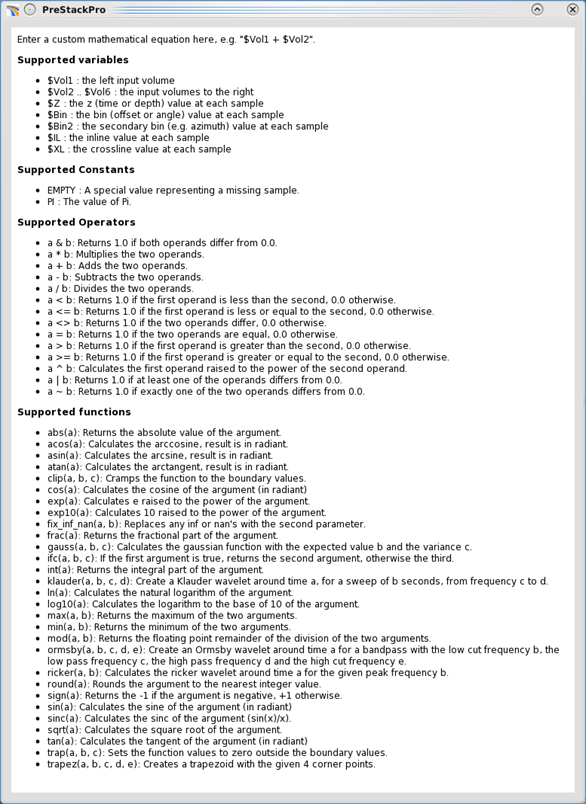 PreStackPro
Enter a custom mathematical equation here, e.g. "$Vol1 + $Vol2".
Supported variables
• $Vol1 : the left input volume
• $Vol2 .. $Vol6 : the input volumes to the right
• $Z : the z (time or depth) value at each sample
• $Bin : the bin (offset or angle) value at each sample
• $Bin2 : the secondary bin (e.g. azimuth) value at each sample
• $IL : the inline value at each sample
• $XL : the crossline value at each sample
Supported Constants
• EMPTY : A special value representing a missing sample.
• PI : The value of Pi.
Supported Operators
• a & b: Returns 1.0 if both operands differ from 0.0.
• a * b: Multiplies the two operands.
• a + b: Adds the two operands.
• a - b: Subtracts the two operands.
• a / b: Divides the two operands.
• a < b: Returns 1.0 if the first operand is less than the second, 0.0 otherwise.
• a <= b: Returns 1.0 if the first operand is less or equal to the second, 0.0 otherwise.
• a <> b: Returns 1.0 if the two operands differ, 0.0 otherwise.
• a = b: Returns 1.0 if the two operands are equal, 0.0 otherwise.
• a > b: Returns 1.0 if the first operand is greater than the second, 0.0 otherwise.
• a >= b: Returns 1.0 if the first operand is greater or equal to the second, 0.0 otherwise.
• a ^ b: Calculates the first operand raised to the power of the second operand.
• a | b: Returns 1.0 if at least one of the operands differs from 0.0.
• a ~ b: Returns 1.0 if exactly one of the two operands differs from 0.0.
Supported functions
• abs(a): Returns the absolute value of the argument.
• acos(a): Calculates the arccosine, result is in radiant.
• asin(a): Calculates the arcsine, result is in radiant.
• atan(a): Calculates the arctangent, result is in radiant.
• clip(a, b, c): Cramps the function to the boundary values.
• cos(a): Calculates the cosine of the argument (in radiant)
• exp(a): Calculates e raised to the power of the argument.
• exp10(a): Calculates 10 raised to the power of the argument.
• fix_inf_nan(a, b): Replaces any inf or nan's with the second parameter.
• frac(a): Returns the fractional part of the argument.
• gauss(a, b, c): Calculates the gaussian function with the expected value b and the variance c.
• ifc(a, b, c): If the first argument is true, returns the second argument, otherwise the third.
• int(a): Returns the integral part of the argument.
• klauder(a, b, c, d): Create a Klauder wavelet around time a, for a sweep of b seconds, from frequency c to d.
• ln(a): Calculates the natural logarithm of the argument.
• log10(a): Calculates the logarithm to the base of 10 of the argument.
• max(a, b): Returns the maximum of the two arguments.
• min(a, b): Returns the minimum of the two arguments.
• mod(a, b): Returns the floating point remainder of the division of the two arguments.
• ormsby(a, b, c, d, e): Create an Ormsby wavelet around time a for a bandpass with the low cut frequency b, the
low pass frequency c, the high pass frequency d and the high cut frequency e.
• ricker(a, b): Calculates the ricker wavelet around time a for the given peak frequency b.
• round(a): Rounds the argument to the nearest integer value.
• sign(a): Returns the -1 if the argument is negative, +1 otherwise.
• sin(a): Calculates the sine of the argument (in radiant)
• sinc(a): Calculates the sinc of the argument (sin(x)/x).
• sqrt(a): Calculates the square root of the argument.
• tan(a): Calculates the tangent of the argument (in radiant)
• trap(a, b, c): Sets the function values to zero outside the boundary values.
• trapez(a, b, c, d, e): Creates a trapezoid with the given 4 corner points.